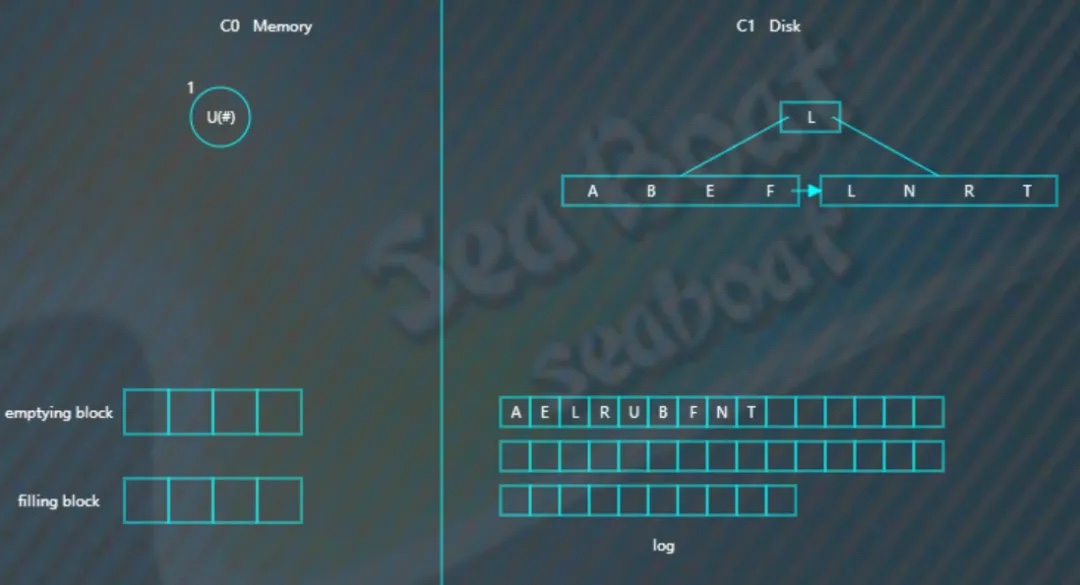 C0 Memory
C1 Disk
1
U(#)
L
A B E F
L N R T
Sea Boat
seaboat
emptying block
A E L R U B F N T
filling block
log